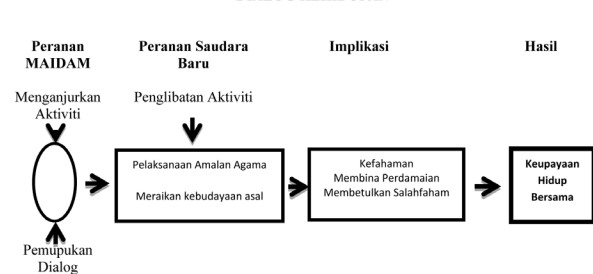 Peranan
MAIDAM
Peranan Saudara
Baru
Implikasi
Hasil
Menganjurkan
Aktiviti
Penglibatan Aktiviti
Pelaksanaan Amalan Agama
Meraikan kebudayaan asal
Kefahaman
Membina Perdamaian
Membetulkan Salahfaham
Keupayaan
Hidup
Bersama
Pemupukan
Dialog